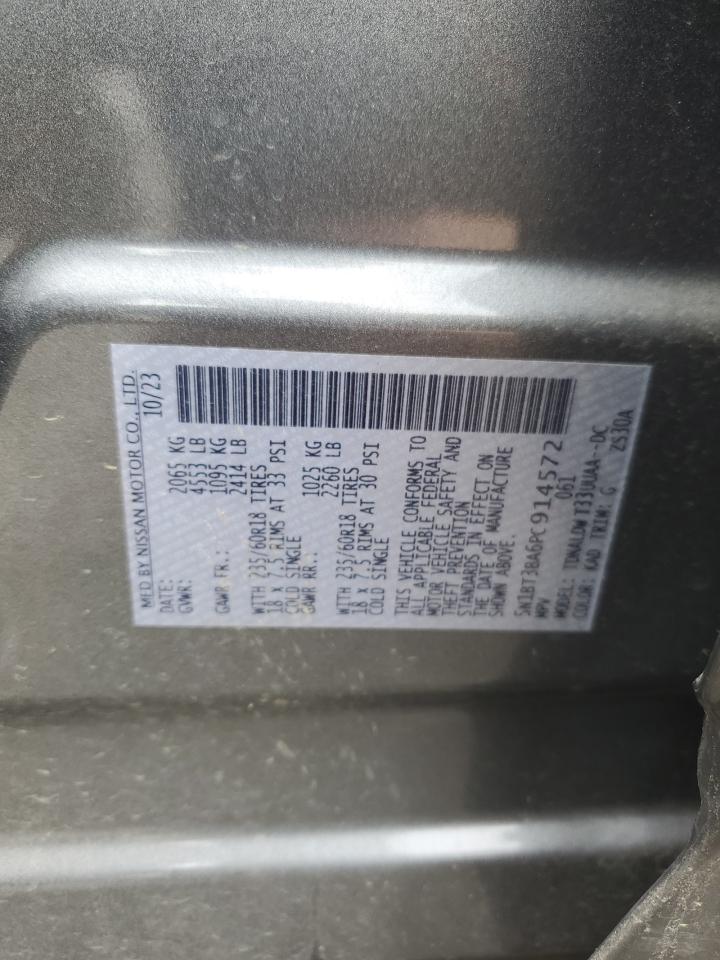 MFD BY NISSAN MOTOR CO., LTD.
DATE: 10/23
GVWR: 2065 KG
4553 LB
GAWR FR.: 1095 KG
2414 LB
WITH 235/60R18 TIRES
18 x 7.5 RIMS AT 33 PSI
COLD SINGLE
GAWR RR.: 1025 KG
2260 LB
WITH 235/60R18 TIRES
18 X 7.5 RIMS AT 30 PSI
COLD SINGLE
THIS VEHICLE CONFORMS TO
ALL APPLICABLE FEDERAL
MOTOR VEHICLE SAFETY AND
THEFT PREVENTION
STANDARDS IN EFFECT ON
THE DATE OF MANUFACTURE
SHOWN ABOVE.
5N1BT3BA6PC914572
MPV 061
MODEL: TDNALDW T33UUAA--DC
COLOR: KAD TRIM: G ZS30A